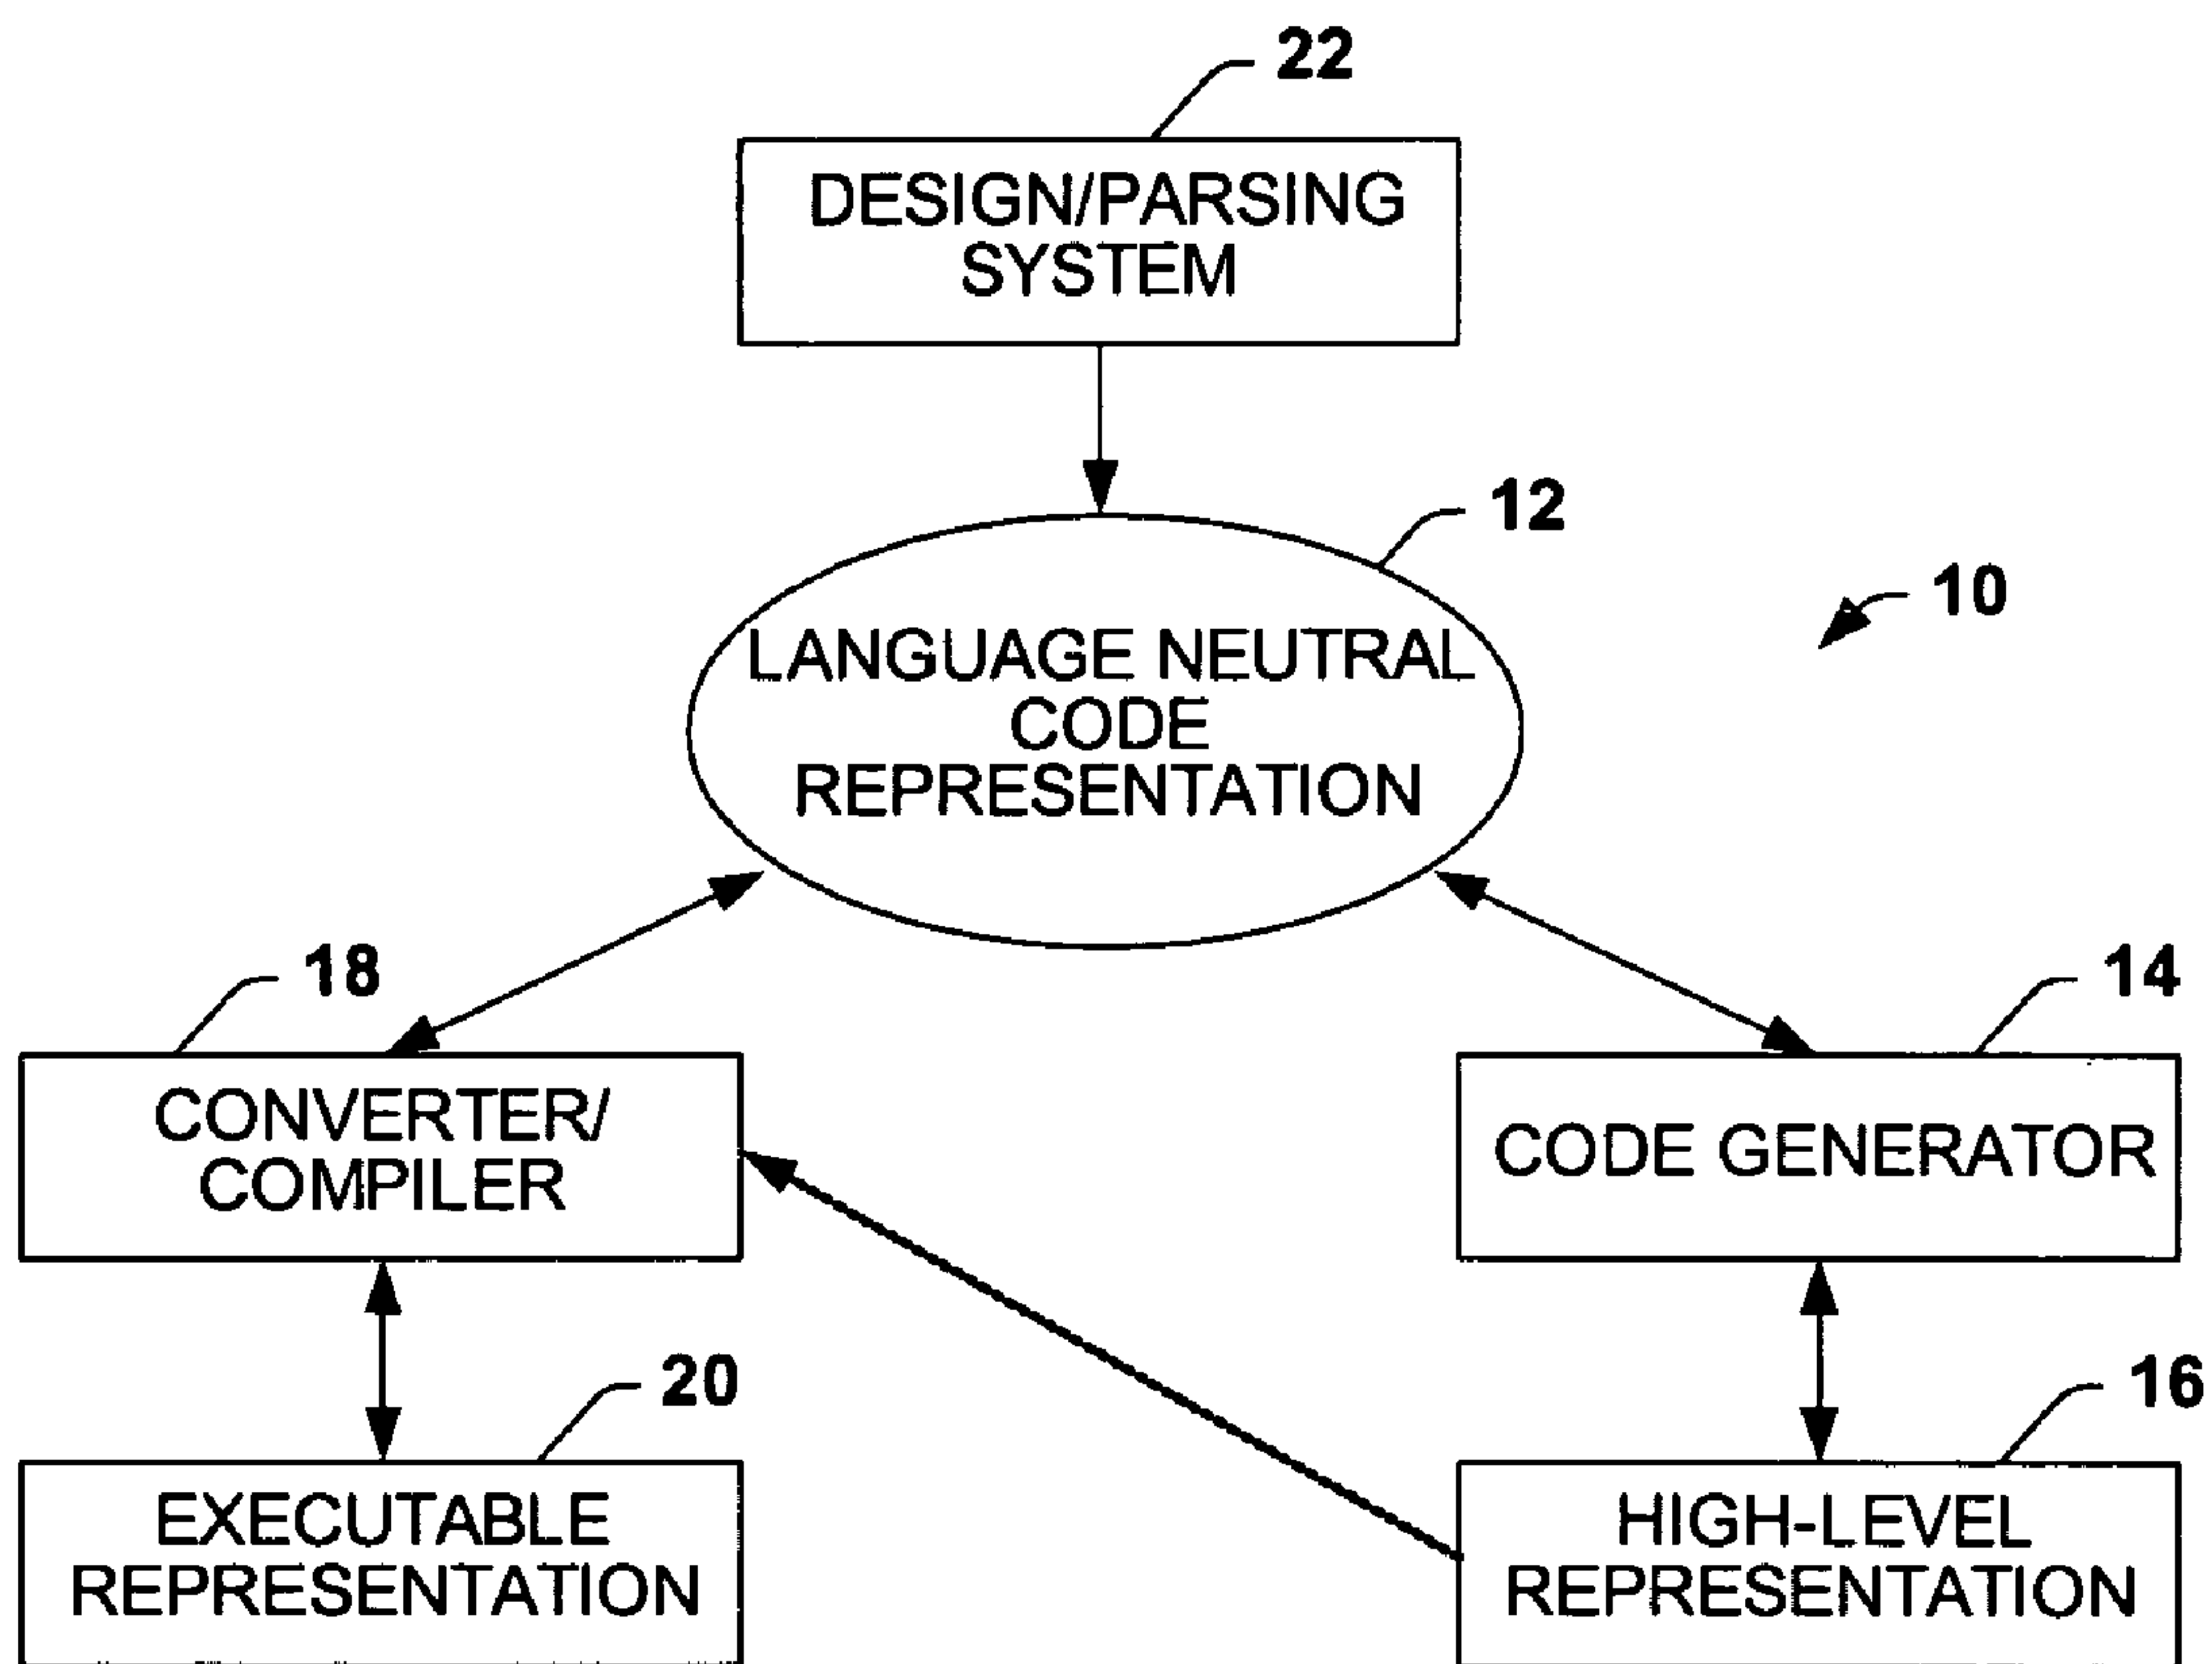 22
DESIGN/PARSING
SYSTEM
12
10
LANGUAGE NEUTRAL
CODE
REPRESENTATION
18
14
CONVERTER/
COMPILER
CODE GENERATOR
20
16
EXECUTABLE
REPRESENTATION
HIGH-LEVEL
REPRESENTATION